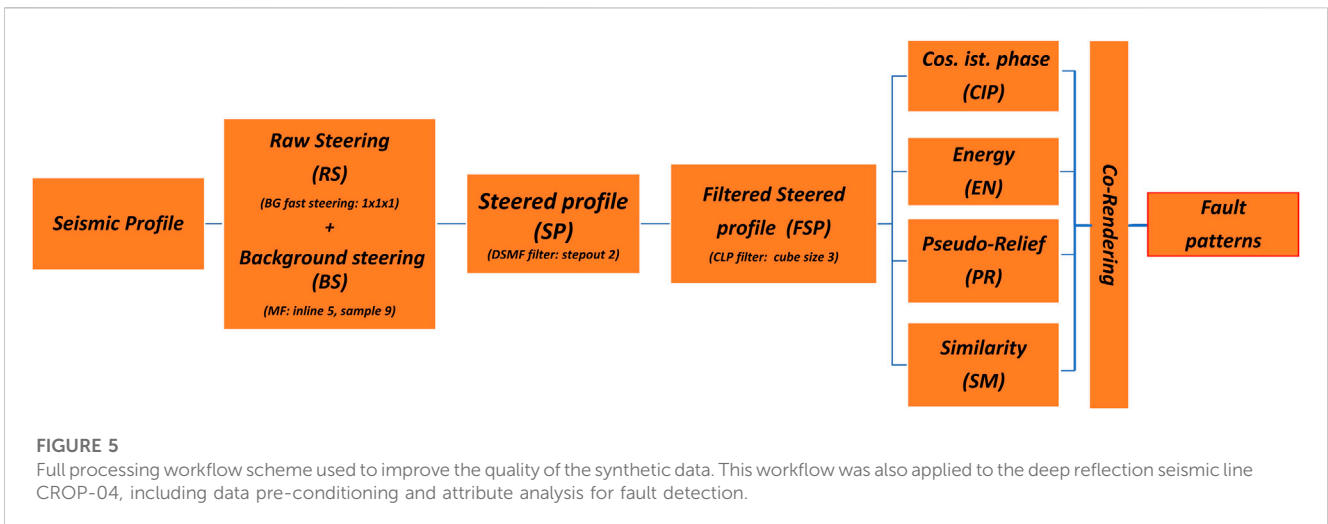 Seismic Profile
Raw Steering
(RS)
(BG fast steering: 1x1x1)
+
Background steering
(BS)
(MF: inline 5, sample 9)
Steered profile
(SP)
(DSMF filter: stepout 2)
Filtered Steered
profile (FSP)
(CLP filter: cube size 3)
Cos. ist. phase
(CIP)
Energy
(EN)
Pseudo-Relief
(PR)
Similarity
(SM)
Co-Rendering
Fault
patterns
FIGURE 5
Full processing workflow scheme used to improve the quality of the synthetic data. This workflow was also applied to the deep reflection seismic line
CROP-04, including data pre-conditioning and attribute analysis for fault detection.